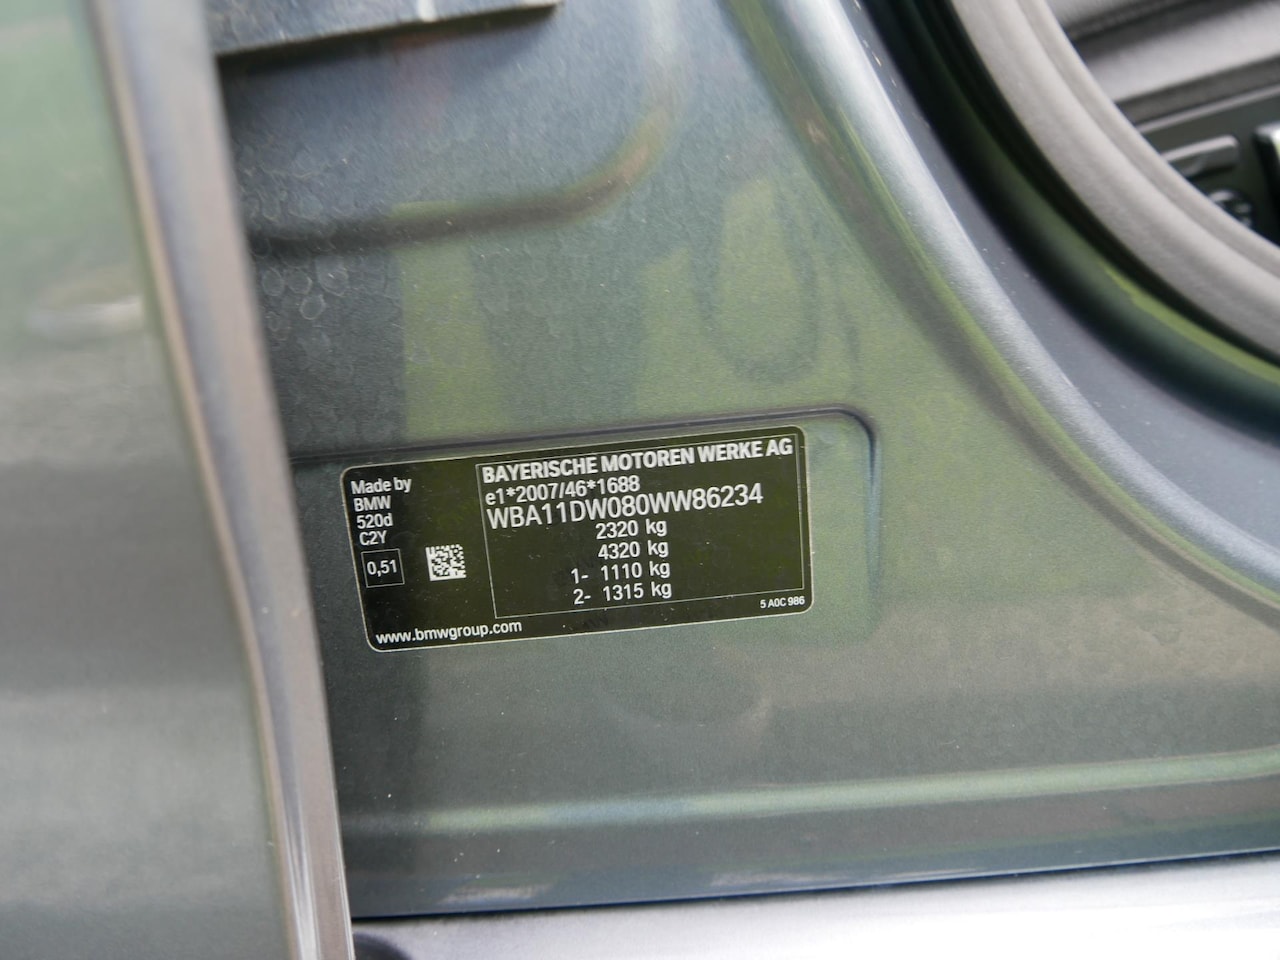 Made by
BMW
520d
C2Y
0,51
BAYERISCHE MOTOREN WERKE AG
e1*2007/46*1688
WBA11DW080WW86234
2320 kg
4320 kg
1- 1110 kg
2- 1315 kg
5 A0C 986
www.bmwgroup.com